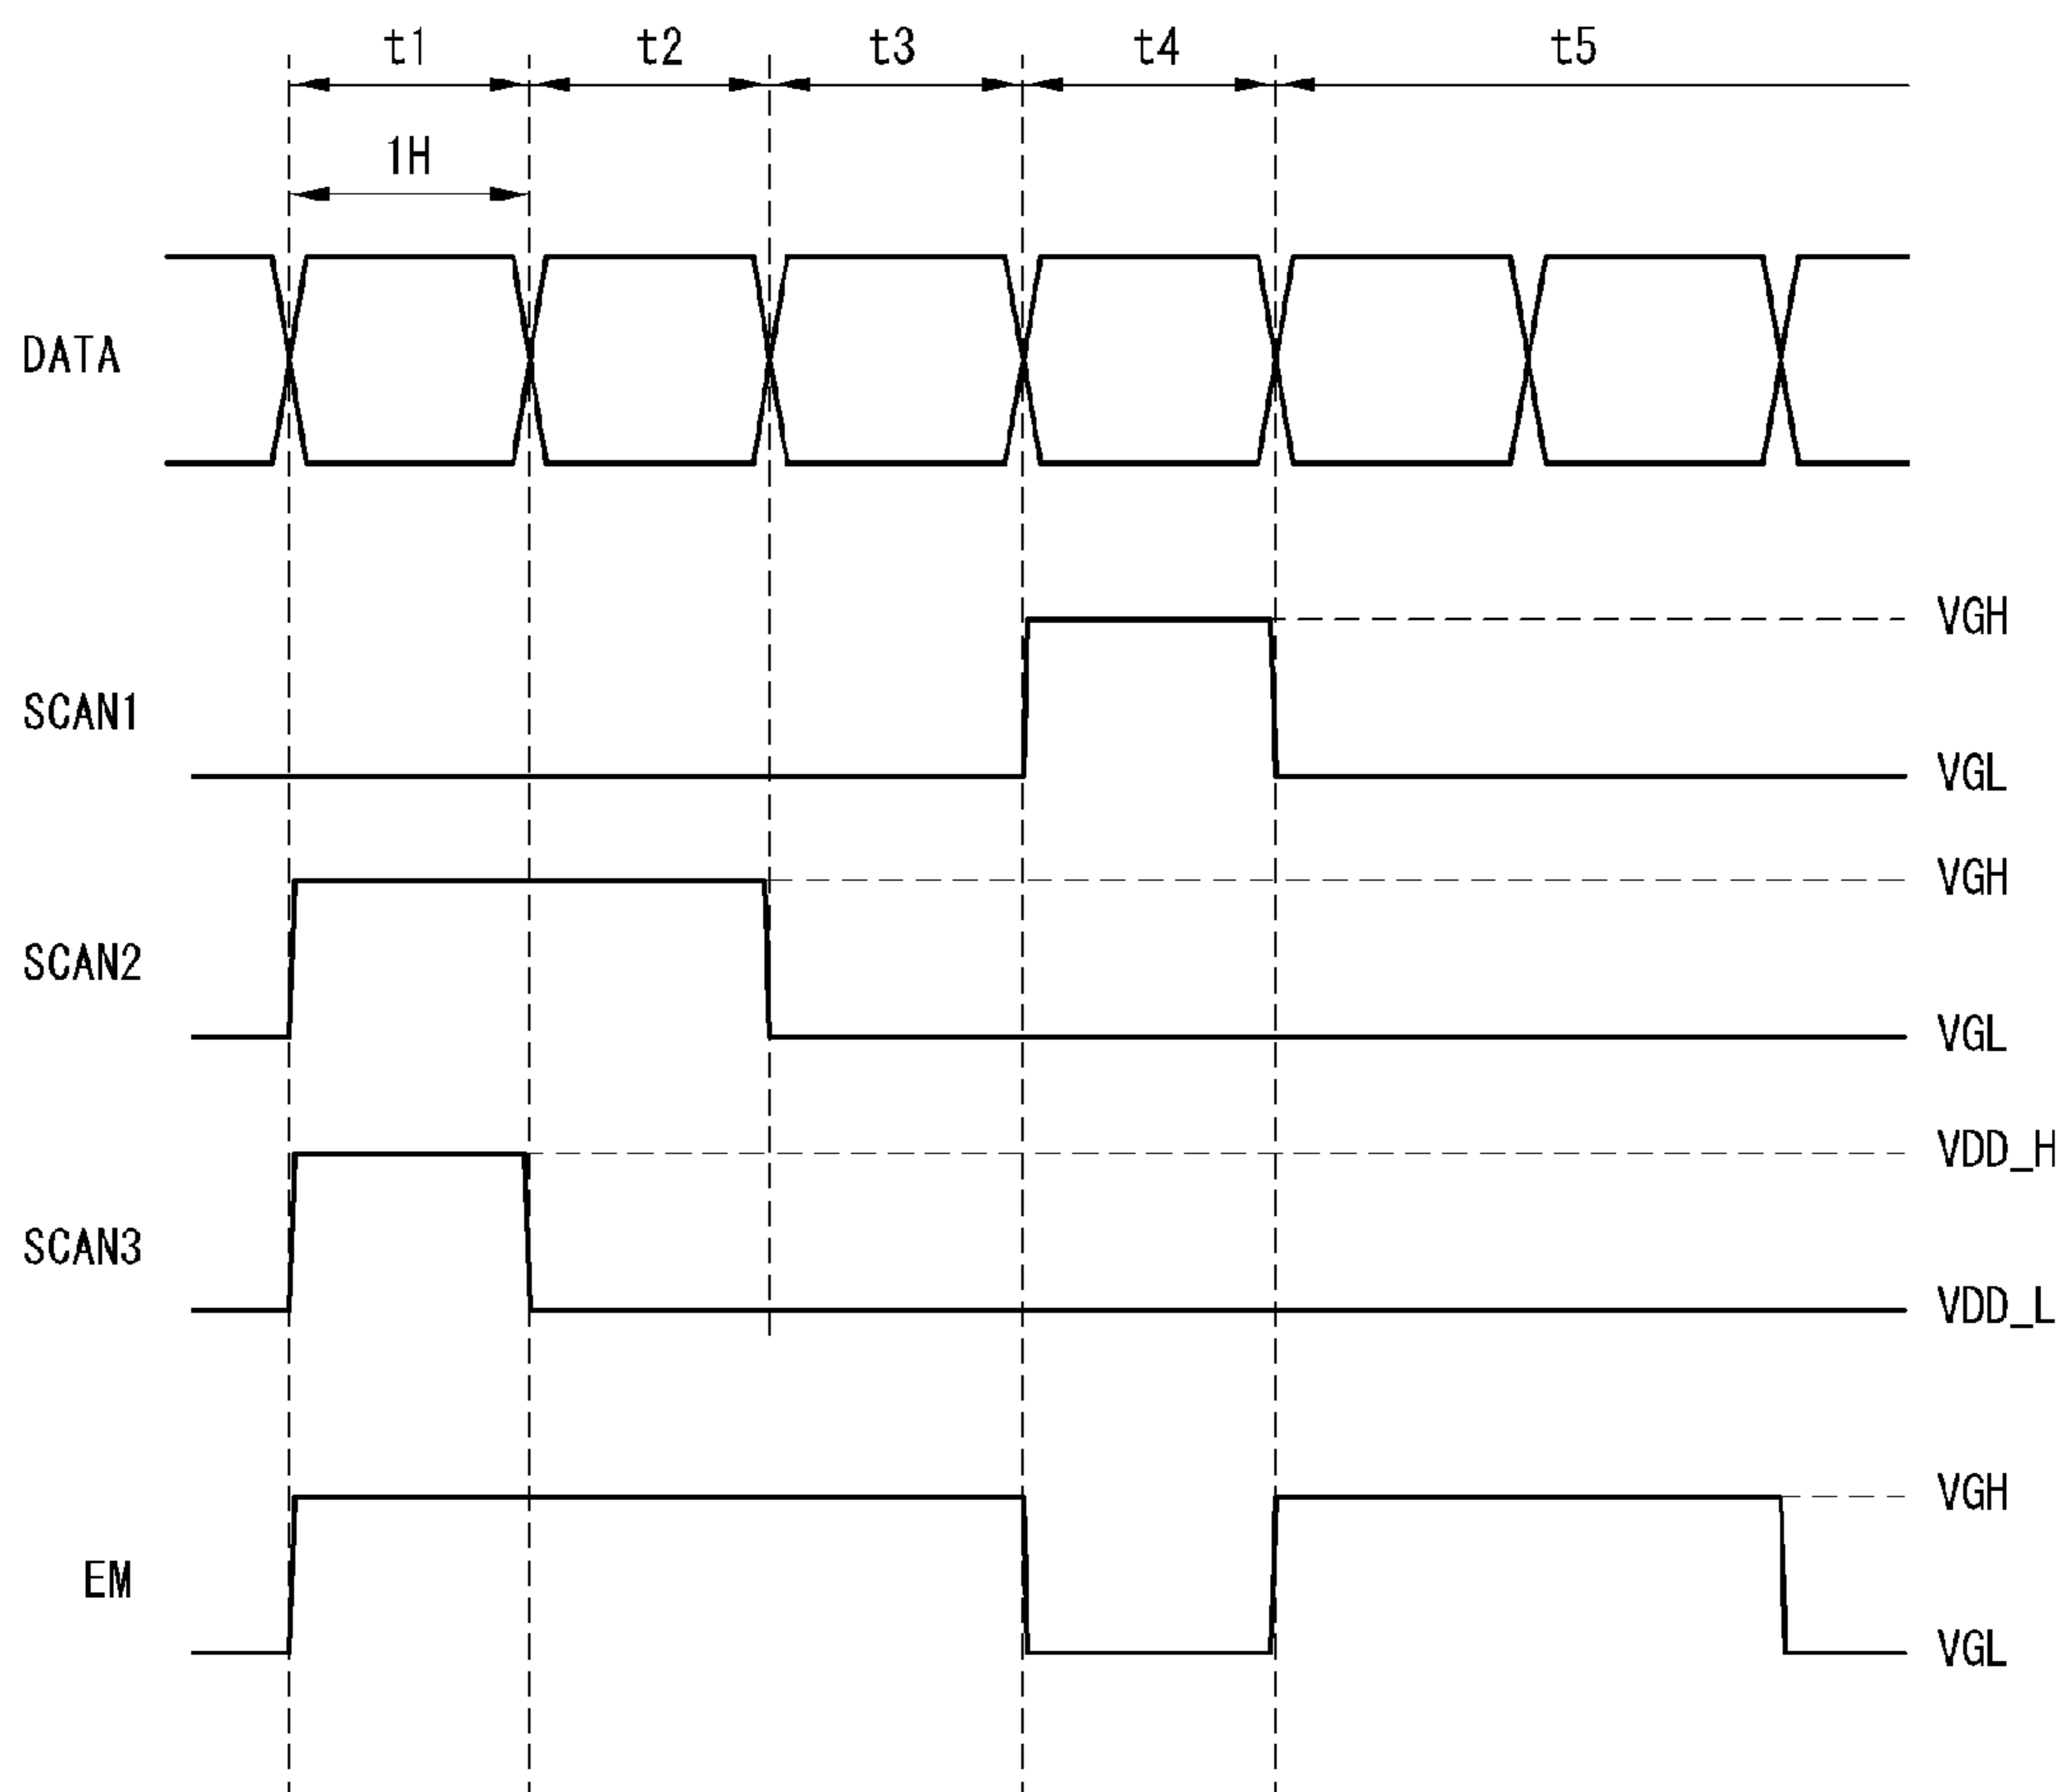 t1 t2 t3 t4 t5
1H
DATA
VGH
SCAN1
VGL
VGH
SCAN2
VGL
VDD_H
SCAN3
VDD_L
VGH
EM
VGL